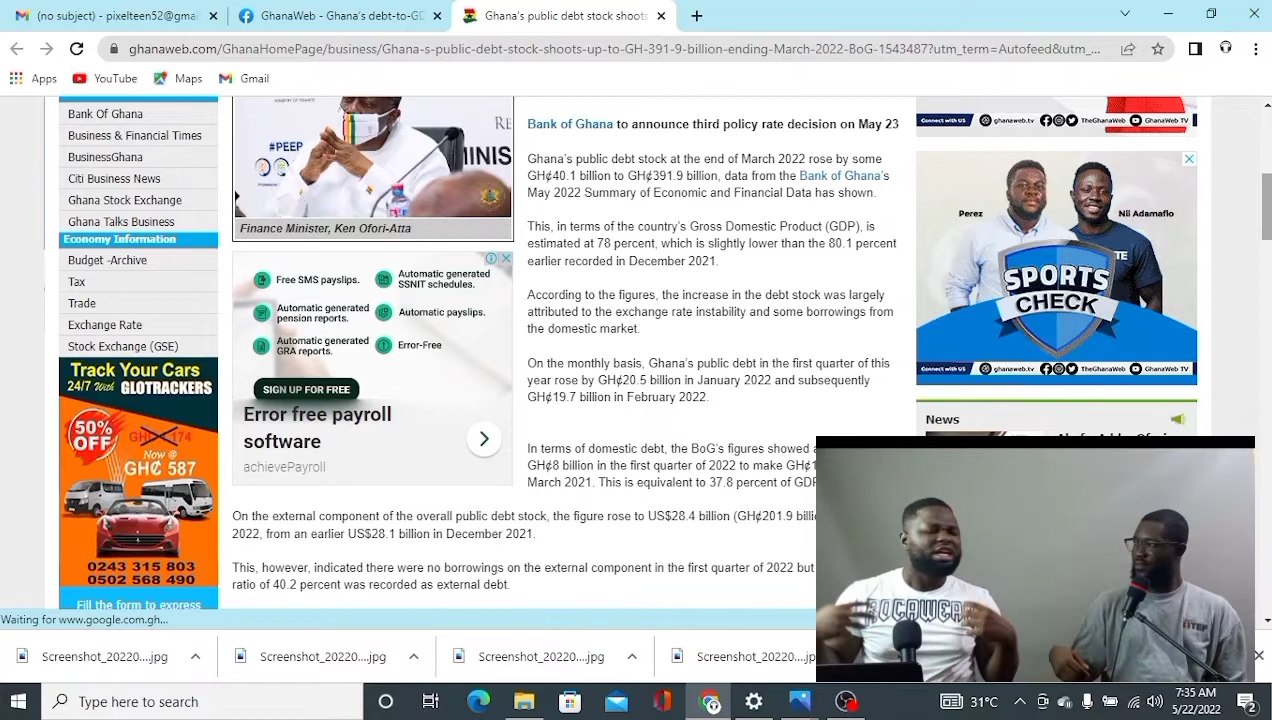 (no subject) - pistleen52@gmai
Ghana's public debt stock shoots
ghanaweb.com/GhanaHomePage/business/Ghana-s-public-debt-stock-shoots-up-to-GH-391-9-billion-ending-March-2022-BoG-1543487?utm_term=Autofeed&utm_...
Apps
YouTube
Maps
Gmail
Bank Of Ghana
Business & Financial Times
BusinessGhana
Citi Business News
Ghana Stock Exchange
Ghana Talks Business
Economy Information
Budget -Archive
Tax
Trade
Exchange Rate
Stock Exchange (GSE)
Track Your Cars
24/7 With GLOTRACKERS
50%
OFF
Now @
GH₵ 587
0243 315 803
0502 568 490
Fill the form to express
#PEEP
RE
INIS
Finance Minister, Ken Ofori-Atta
Free SMS payslips.
Automatic generated
SSNIT schedules.
Automatic generated
pension reports.
Automatic payslips.
Automatic generated
GRA reports.
Error-Free
SIGN UP FOR FREE
Error free payroll
software
achievePayroll
Bank of Ghana to announce third policy rate decision on May 23
Ghana's public debt stock at the end of March 2022 rose by some
GH₵40.1 billion to GH₵391.9 billion, data from the Bank of Ghana's
May 2022 Summary of Economic and Financial Data has shown.
This, in terms of the country's Gross Domestic Product (GDP), is
estimated at 78 percent, which is slightly lower than the 80.1 percent
earlier recorded in December 2021.
According to the figures, the increase in the debt stock was largely
attributed to the exchange rate instability and some borrowings from
the domestic market.
On the monthly basis, Ghana's public debt in the first quarter of this
year rose by GH₵20.5 billion in January 2022 and subsequently
GH₵19.7 billion in February 2022.
In terms of domestic debt, the BoG's figures showed a
GH₵8 billion in the first quarter of 2022 to make GH₵1
March 2021. This is equivalent to 37.8 percent of GDP
On the external component of the overall public debt stock, the figure rose to US$28.4 billion (GH₵201.9 billi
2022, from an earlier US$28.1 billion in December 2021.
This, however, indicated there were no borrowings on the external component in the first quarter of 2022 but
ratio of 40.2 percent was recorded as external debt.
Connect with US
ghanaweb.tv
TheGhanaWeb
GhanaWeb TV
Perez
Nii Adamaflo
TE
SPORTS
CHECK
Connect with US
ghanaweb.tv
TheGhanaWeb
GhanaWeb TV
News
ROCAWEAR
Waiting for www.google.com.gh...
Screenshot_20220....jpg
Screenshot_20220....jpg
Screenshot_20220....jpg
Screenshot_20220....jp
Type here to search
31°C
7:35 AM
5/22/2022
2